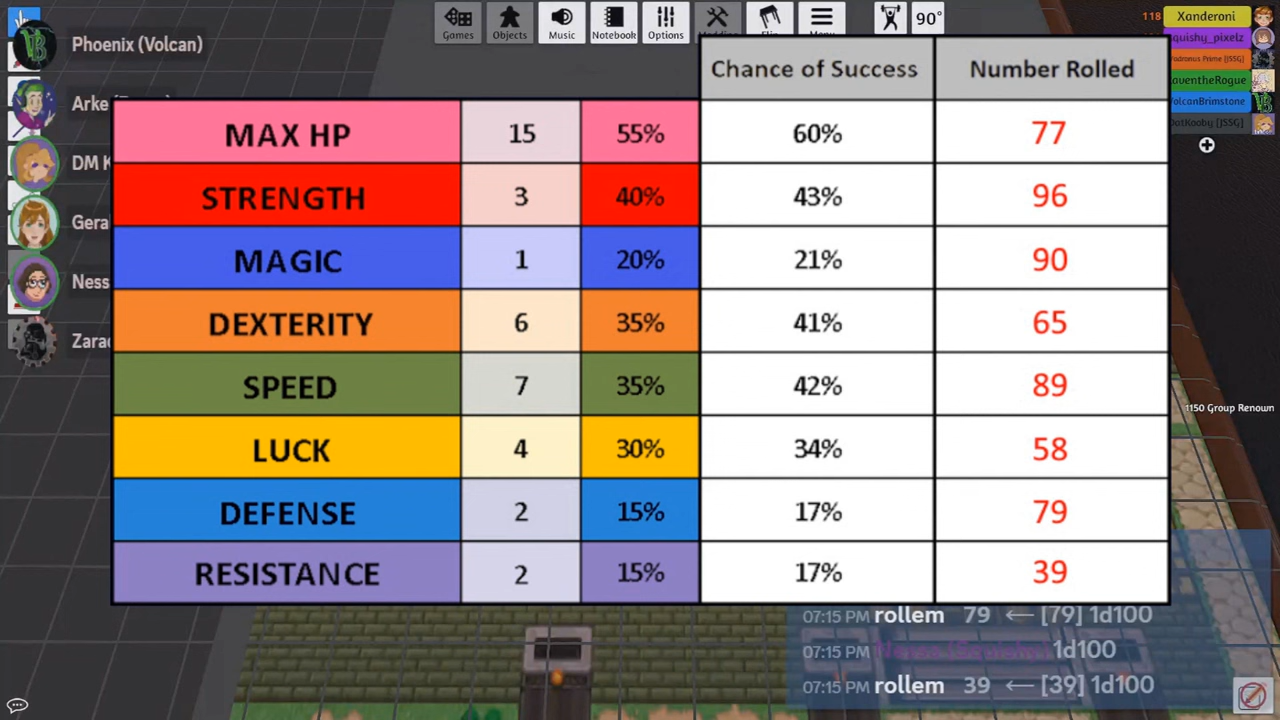 Phoenix (Volcan)
Games Objects Music Notebook Options 90°
118 Xanderoni
VolcanBrimstone
Arke
DM K
Gera
Ness
Zara
Chance of Success Number Rolled
MAX HP 15 55% 60% 77
STRENGTH 3 40% 43% 96
MAGIC 1 20% 21% 90
DEXTERITY 6 35% 41% 65
SPEED 7 35% 42% 89
LUCK 4 30% 34% 58
DEFENSE 2 15% 17% 79
RESISTANCE 2 15% 17% 39
1150 Group Renown
07:15 PM rollem 79 ← [79] 1d100
07:15 PM 1d100
07:15 PM rollem 39 ← [39] 1d100